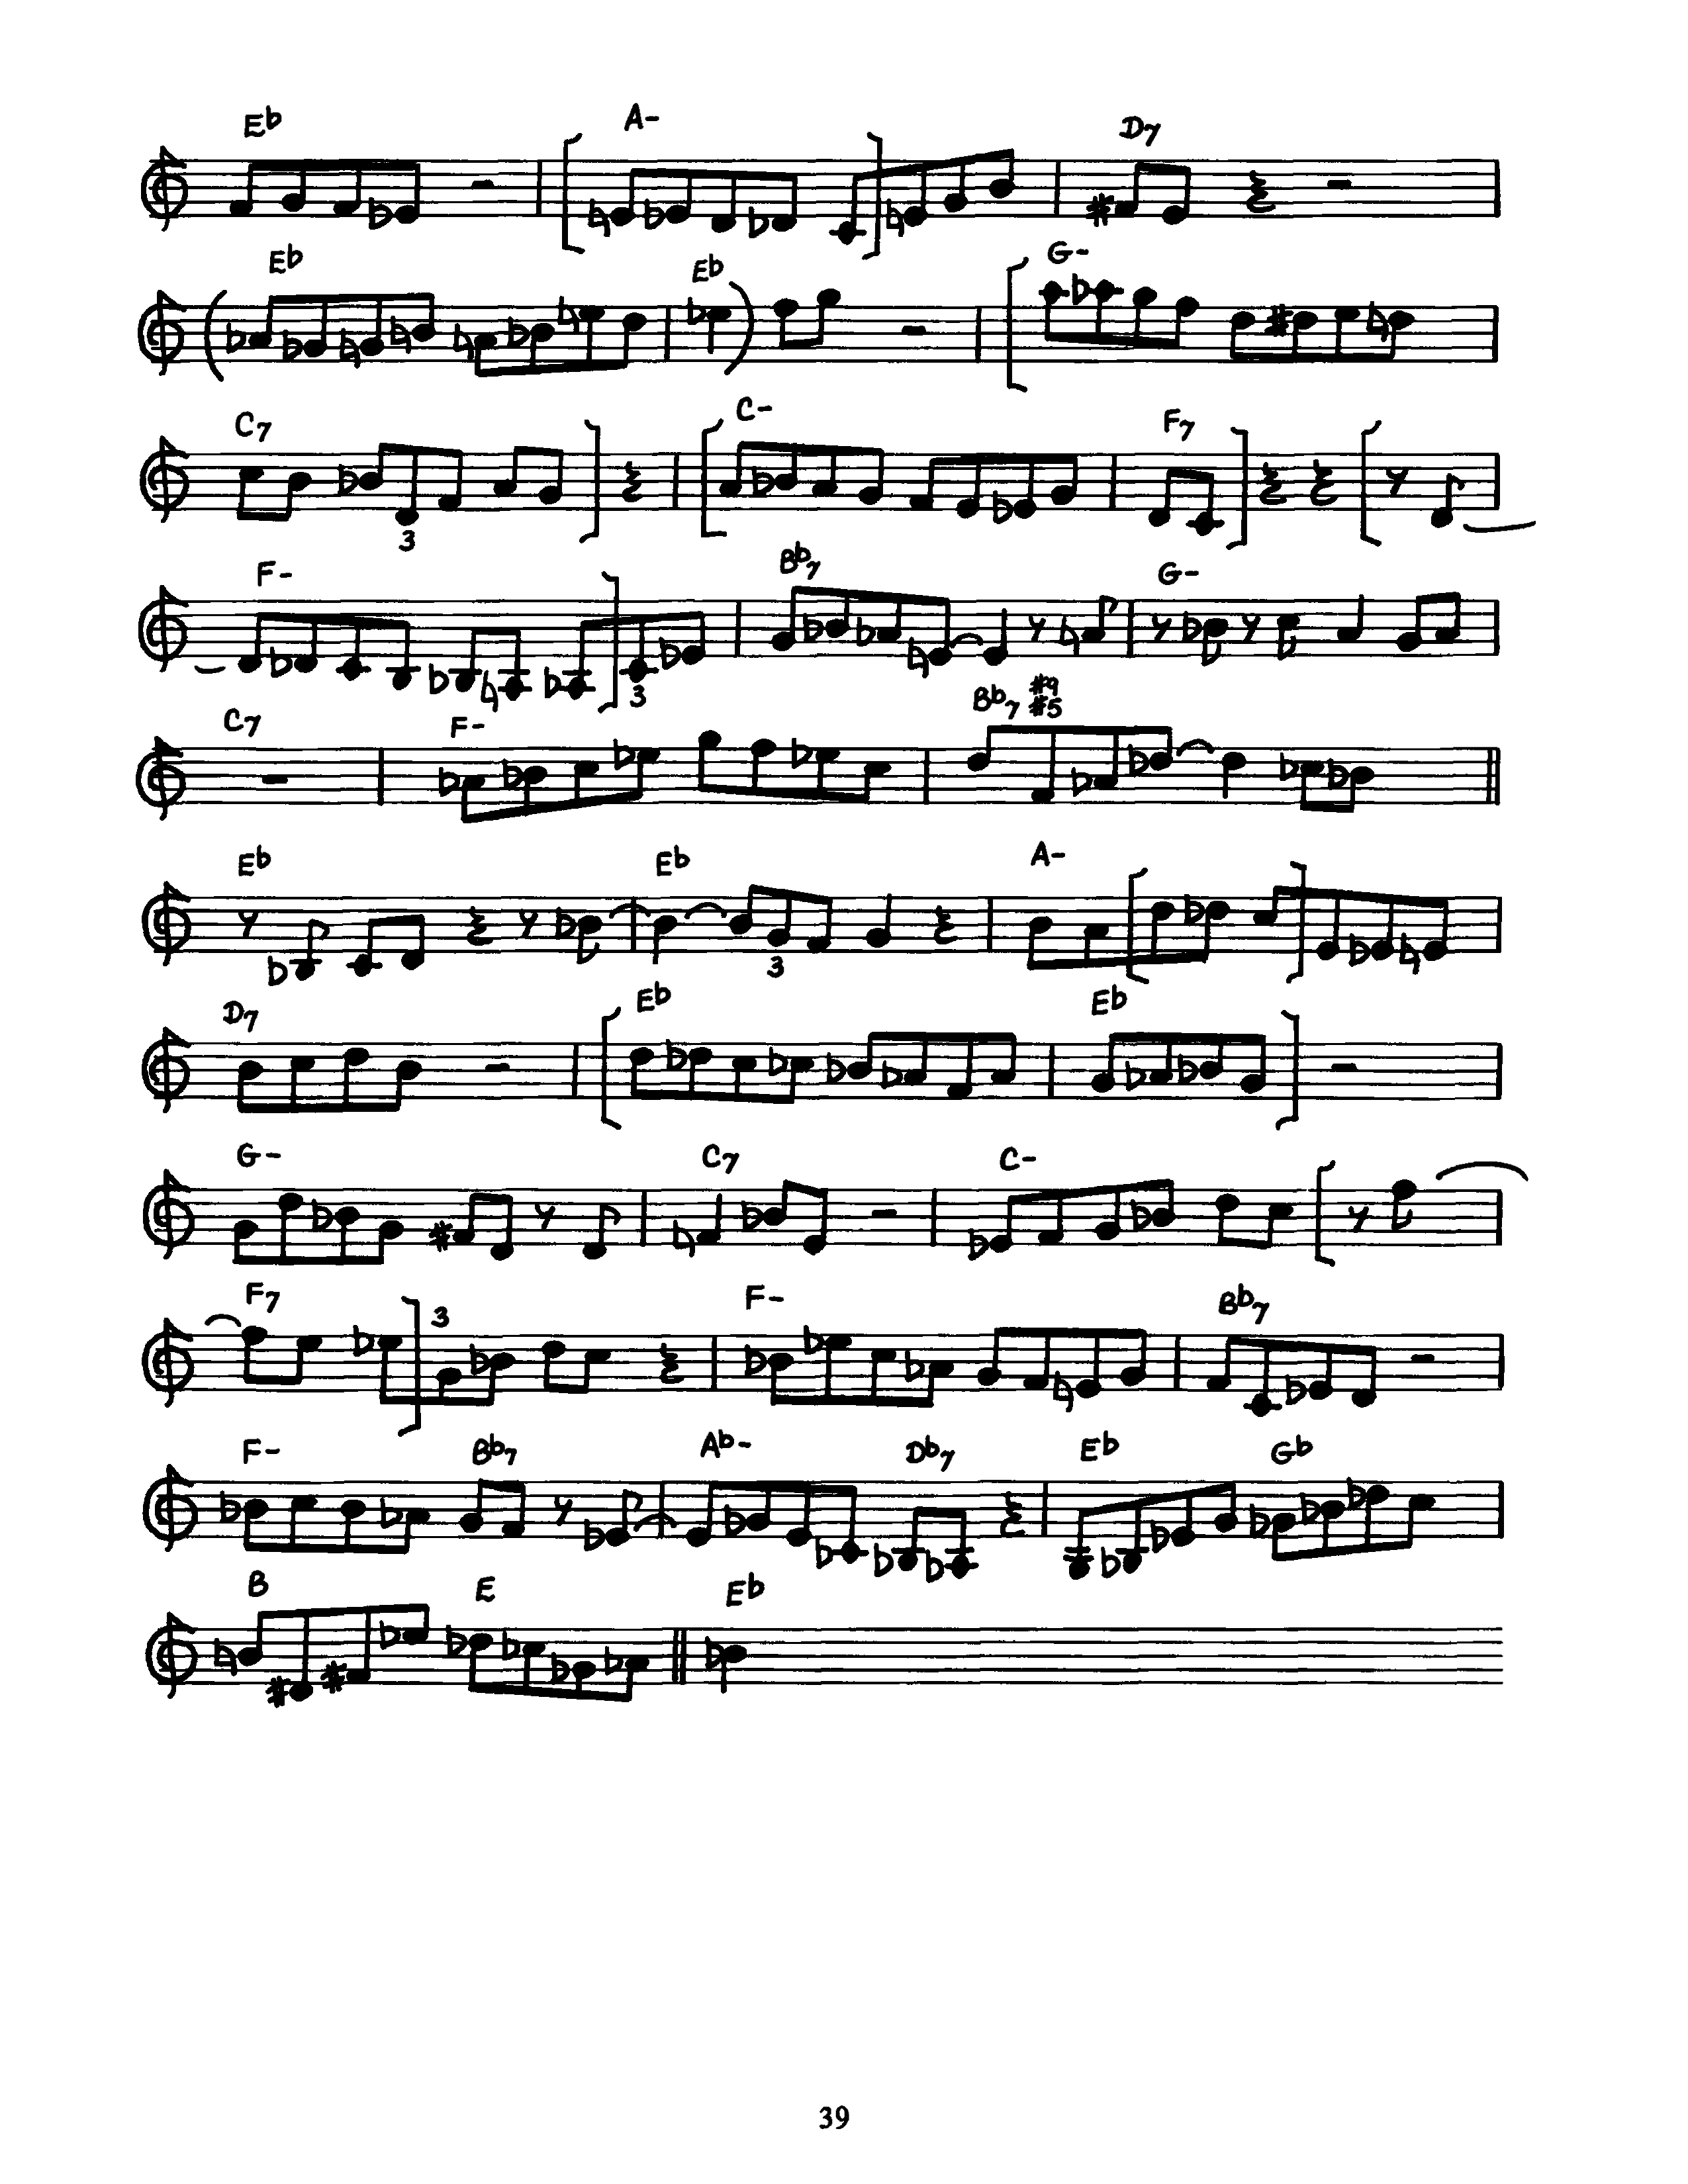 Eb A- D7
Eb Eb G-
C7 C- F7
3
F- Bb7 G-
3
C7 F- Bb7 #9
#5
Eb Eb A-
3
D7 Eb Eb
G- C7 C-
F7 3 F- Bb7
F- Bb7 Ab- Db7 Eb Gb
B E Eb
39